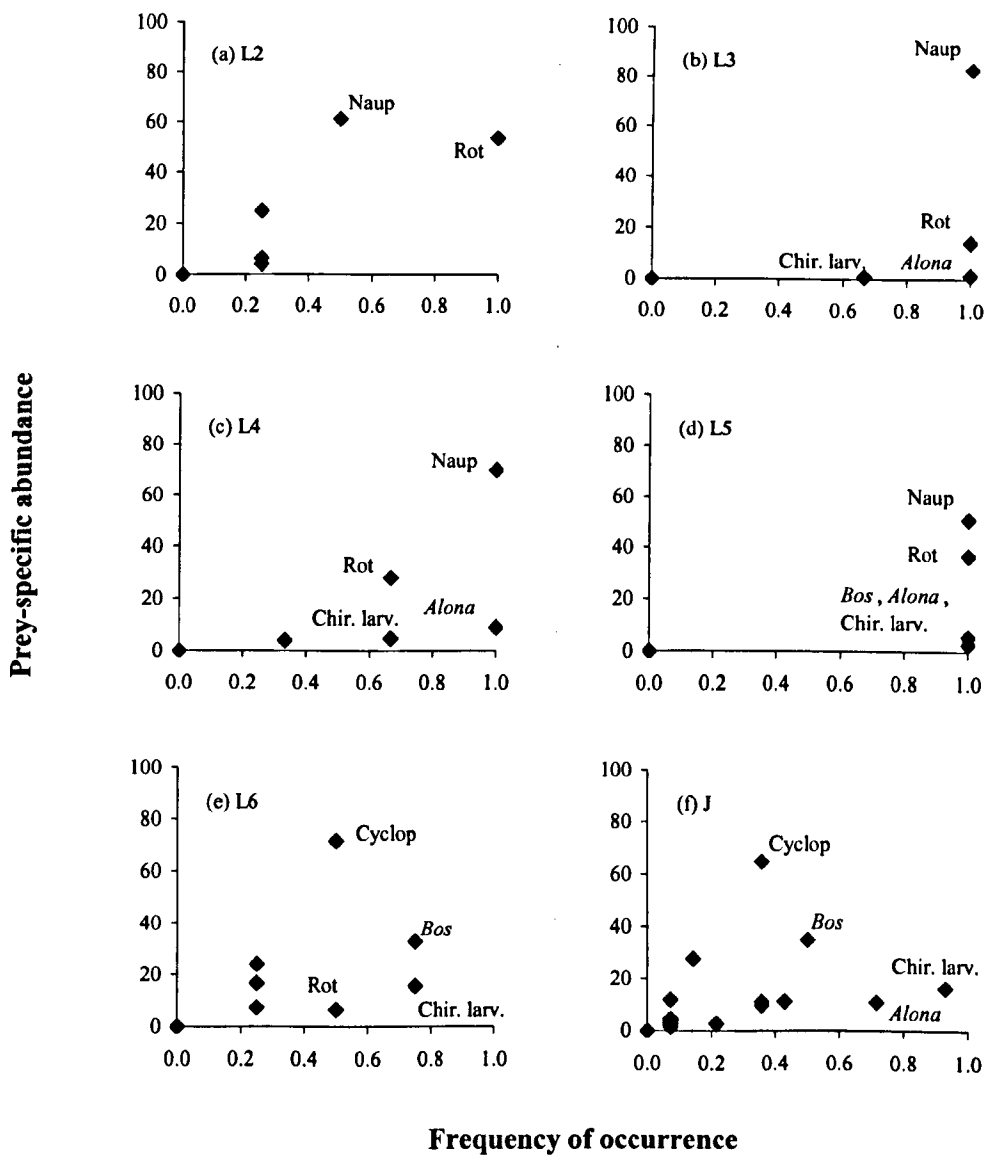 Prey-specific abundance
(a) L2
100
80
60
40
20
0
Naup
Rot
0.0 0.2 0.4 0.6 0.8 1.0
(b) L3
100
80
60
40
20
0
Naup
Rot
Chir. larv. Alona
0.0 0.2 0.4 0.6 0.8 1.0
(c) L4
100
80
60
40
20
0
Naup
Rot
Chir. larv. Alona
0.0 0.2 0.4 0.6 0.8 1.0
(d) L5
100
80
60
40
20
0
Naup
Rot
Bos , Alona ,
Chir. larv.
0.0 0.2 0.4 0.6 0.8 1.0
(e) L6
100
80
60
40
20
0
Cyclop
Bos
Rot
Chir. larv.
0.0 0.2 0.4 0.6 0.8 1.0
(f) J
100
80
60
40
20
0
Cyclop
Bos
Chir. larv.
Alona
0.0 0.2 0.4 0.6 0.8 1.0
Frequency of occurrence